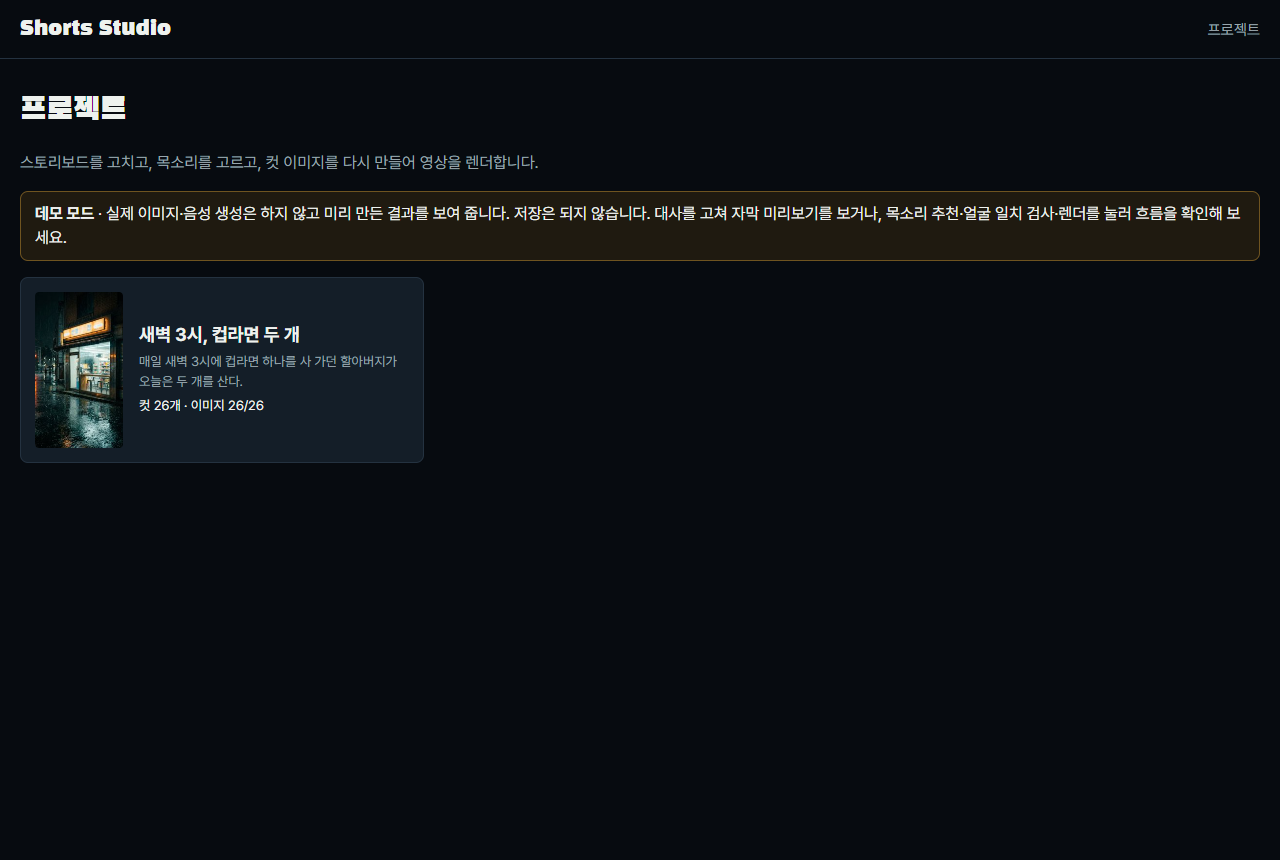 Shorts Studio
프로젝트
프로젝트
스토리보드를 고치고, 목소리를 고르고, 컷 이미지를 다시 만들어 영상을 렌더합니다.
데모 모드 · 실제 이미지·음성 생성은 하지 않고 미리 만든 결과를 보여 줍니다. 저장은 되지 않습니다. 대사를 고쳐 자막 미리보기를 보거나, 목소리 추천·얼굴 일치 검사·렌더를 눌러 흐름을 확인해 보
세요.
새벽 3시, 컵라면 두 개
매일 새벽 3시에 컵라면 하나를 사 가던 할아버지가
오늘은 두 개를 산다.
컷 26개 · 이미지 26/26